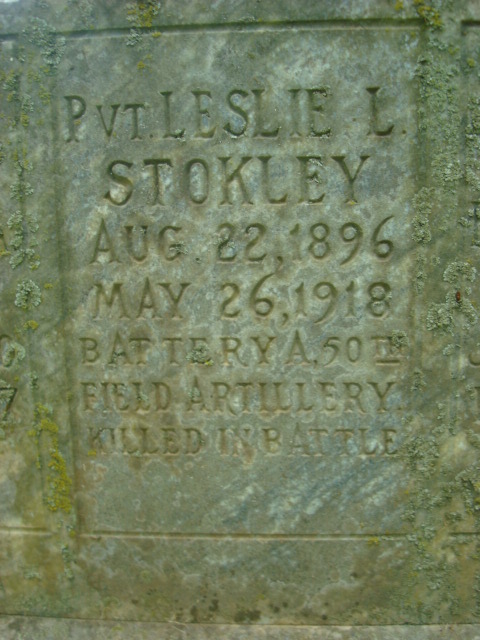 PVT. LESLIE L.
STOKLEY
AUG. 22, 1896
MAY 26, 1918
BATTERY A, 50TH
FIELD ARTILLERY.
KILLED IN BATTLE